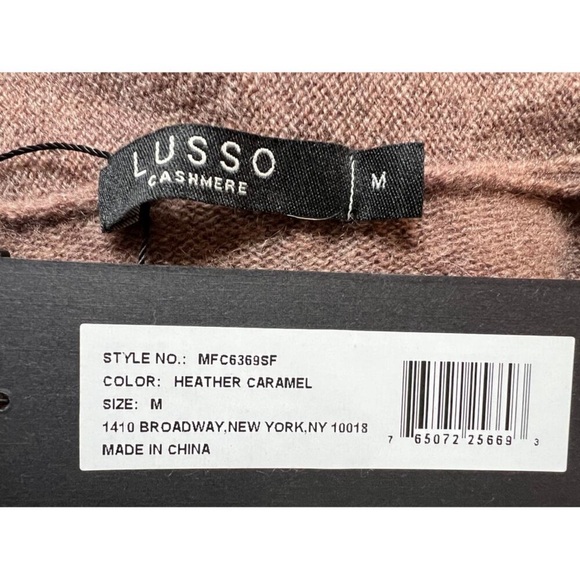 LUSSO
CASHMERE
M
STYLE NO.: MFC6369SF
COLOR: HEATHER CARAMEL
SIZE: M
1410 BROADWAY,NEW YORK,NY 10018
MADE IN CHINA
7 65072 25669 3